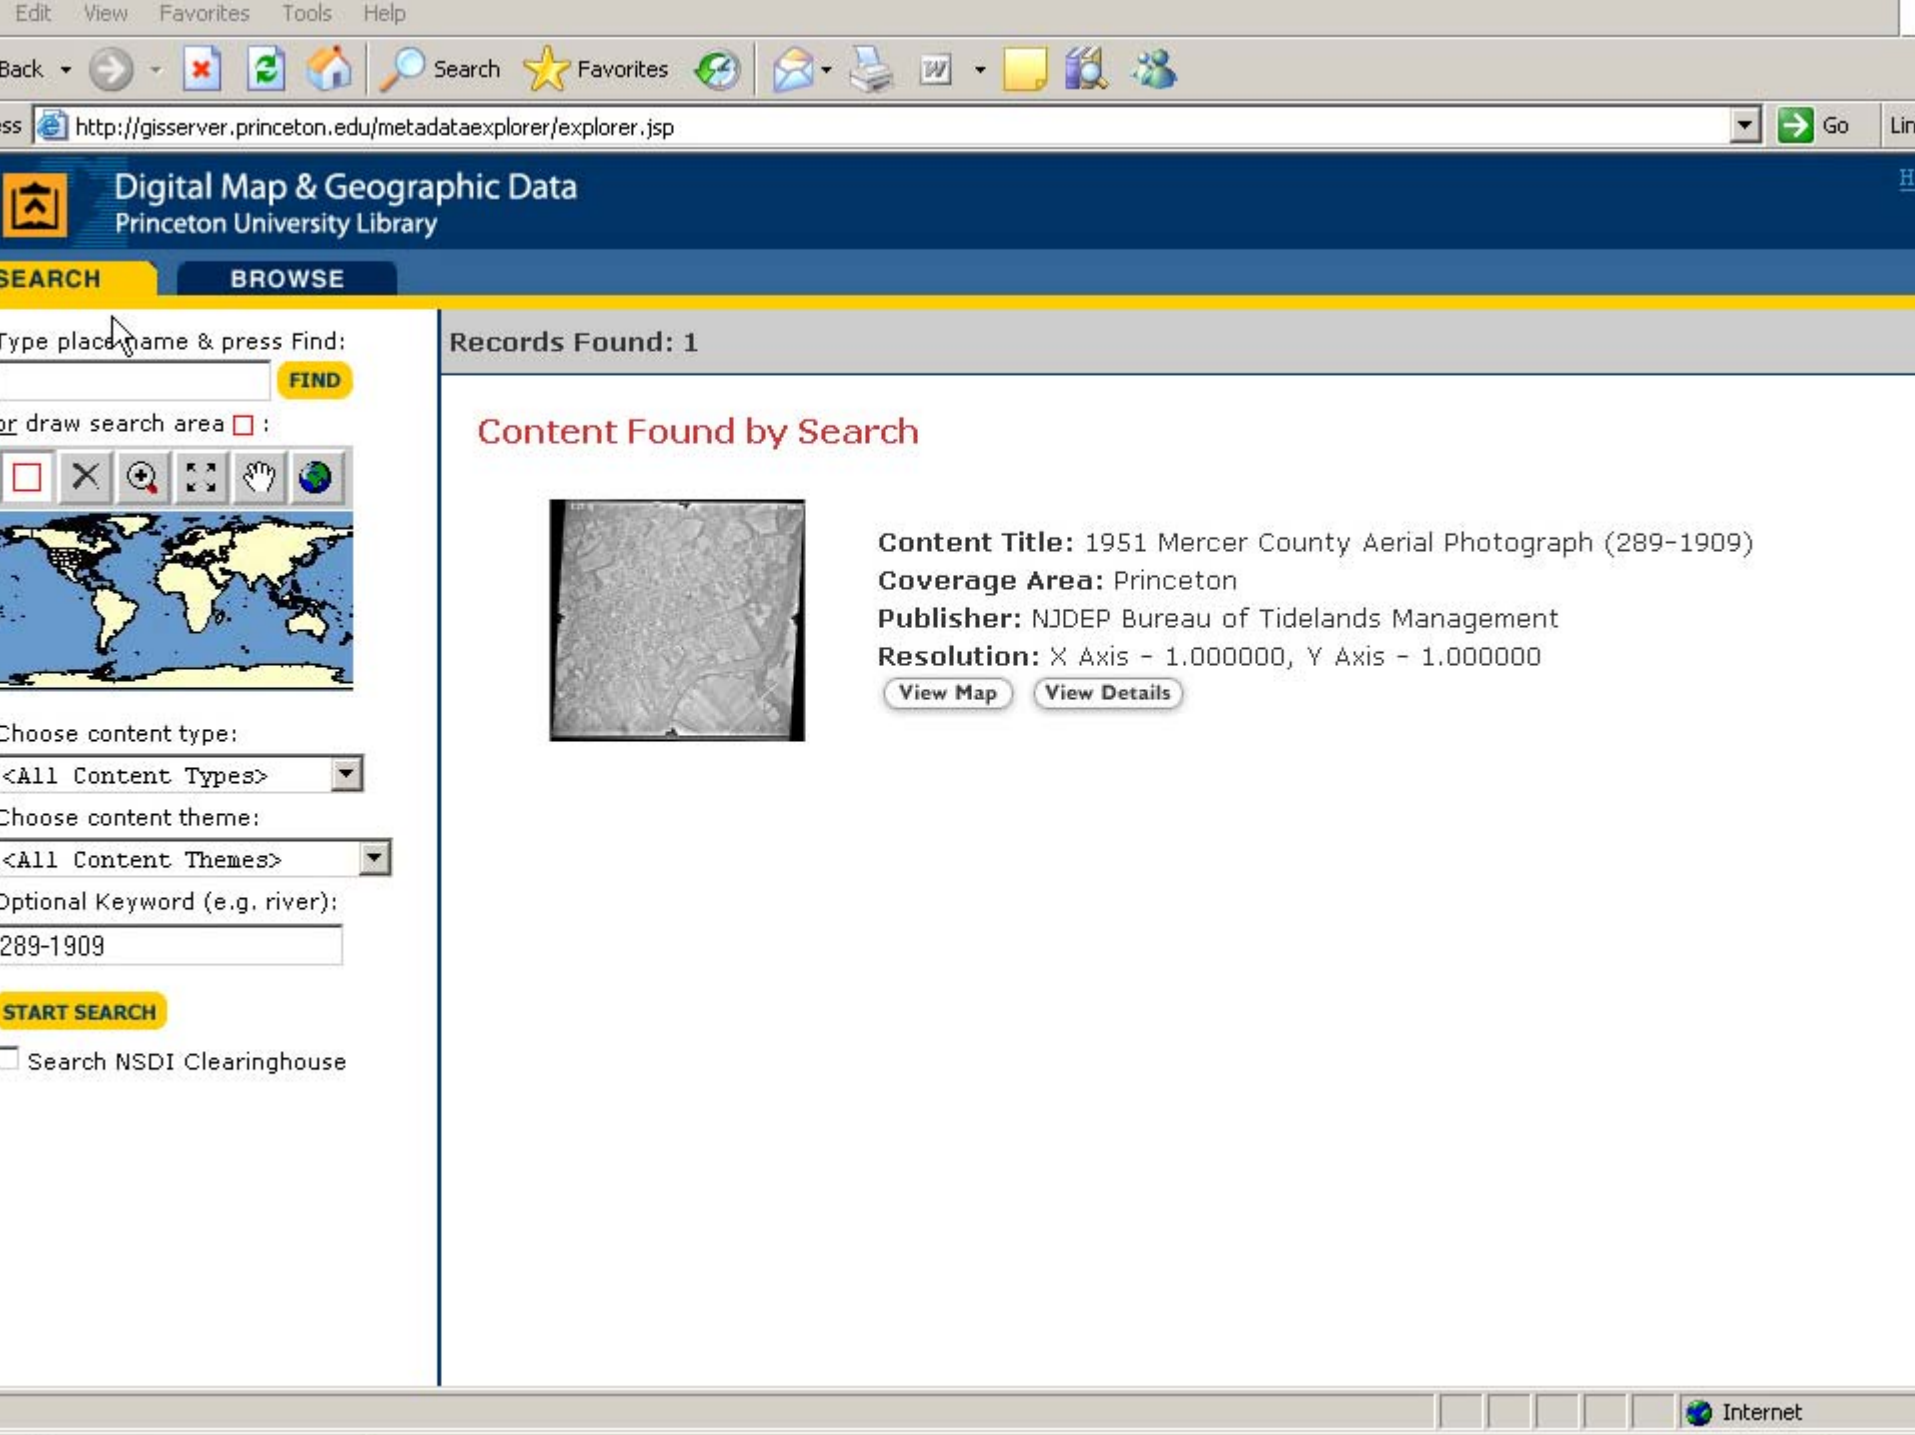 Edit View Favorites Tools Help
Back Search Favorites
ess http://gisserver.princeton.edu/metadataexplorer/explorer.jsp Go Lin
Digital Map & Geographic Data
Princeton University Library
H
SEARCH BROWSE
Type place name & press Find:
FIND
or draw search area :
Records Found: 1
Content Found by Search
Content Title: 1951 Mercer County Aerial Photograph (289-1909)
Coverage Area: Princeton
Publisher: NJDEP Bureau of Tidelands Management
Resolution: X Axis - 1.000000, Y Axis - 1.000000
View Map View Details
Choose content type:
<All Content Types>
Choose content theme:
<All Content Themes>
Optional Keyword (e.g. river):
289-1909
START SEARCH
Search NSDI Clearinghouse
Internet